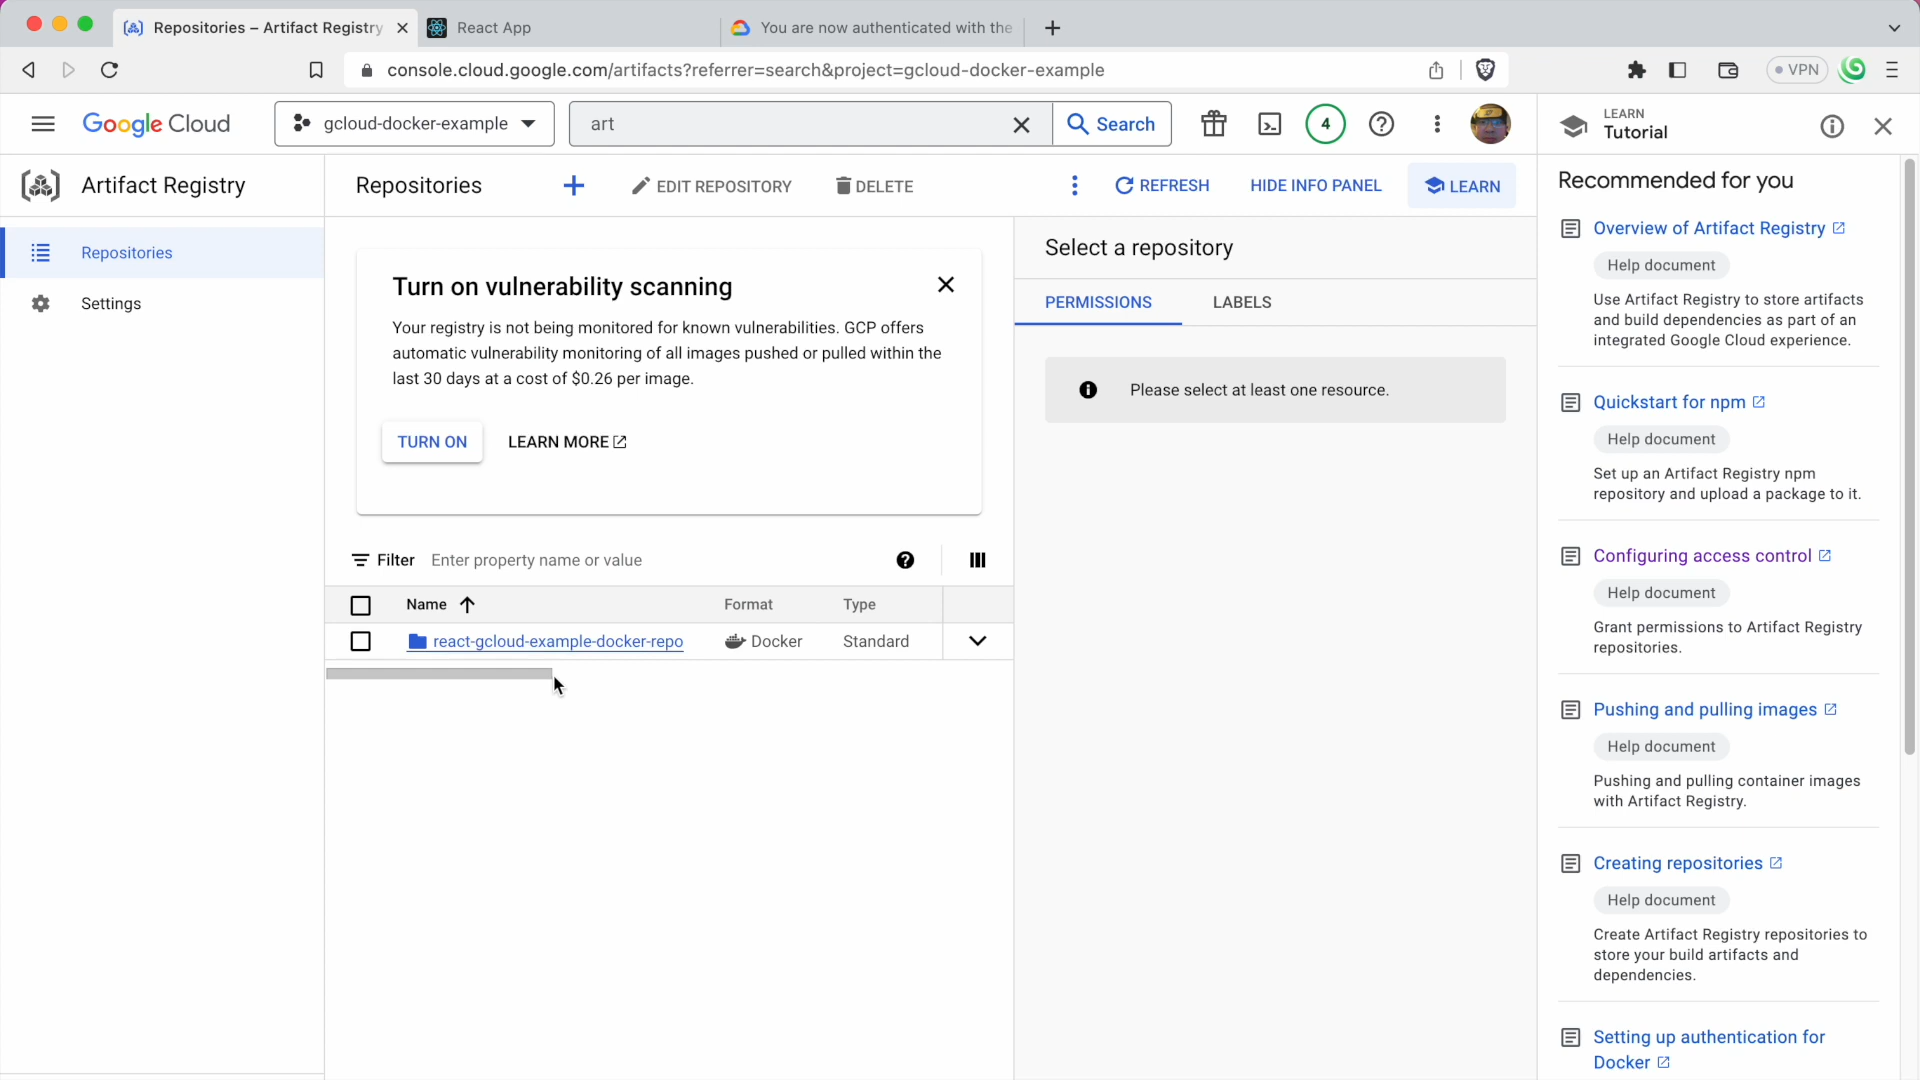 Repositories – Artifact Registry
React App
You are now authenticated with the
console.cloud.google.com/artifacts?referrer=search&project=gcloud-docker-example
VPN
Google Cloud
gcloud-docker-example
art
Search
4
LEARN
Tutorial
Artifact Registry
Repositories
EDIT REPOSITORY
DELETE
REFRESH
HIDE INFO PANEL
LEARN
Repositories
Settings
Turn on vulnerability scanning
Your registry is not being monitored for known vulnerabilities. GCP offers
automatic vulnerability monitoring of all images pushed or pulled within the
last 30 days at a cost of $0.26 per image.
TURN ON
LEARN MORE
Filter
Enter property name or value
Name
Format
Type
react-gcloud-example-docker-repo
Docker
Standard
Select a repository
PERMISSIONS
LABELS
Please select at least one resource.
Recommended for you
Overview of Artifact Registry
Help document
Use Artifact Registry to store artifacts
and build dependencies as part of an
integrated Google Cloud experience.
Quickstart for npm
Help document
Set up an Artifact Registry npm
repository and upload a package to it.
Configuring access control
Help document
Grant permissions to Artifact Registry
repositories.
Pushing and pulling images
Help document
Pushing and pulling container images
with Artifact Registry.
Creating repositories
Help document
Create Artifact Registry repositories to
store your build artifacts and
dependencies.
Setting up authentication for
Docker